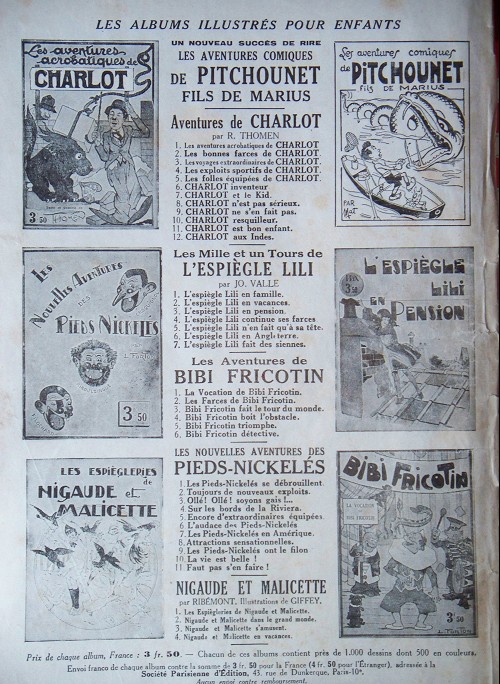 LES ALBUMS ILLUSTRÉS POUR ENFANTS
Les aventures
acrobatiques de
CHARLOT
3 50
UN NOUVEAU SUCCÈS DE RIRE
LES AVENTURES COMIQUES
DE PITCHOUNET
FILS DE MARIUS
Aventures de CHARLOT
par R. THOMEN
1. Les aventures acrobatiques de CHARLOT
2. Les bonnes farces de CHARLOT
3. Les voyages extraordinaires de CHARLOT.
4. Les exploits sportifs de CHARLOT.
5. Les folles équipées de CHARLOT.
6. CHARLOT inventeur
7. CHARLOT et le Kid.
8. CHARLOT n'est pas sérieux.
9. CHARLOT ne s'en fait pas.
10. CHARLOT resquilleur.
11. CHARLOT est bon enfant.
12. CHARLOT aux Indes.
Les aventures comiques
de PITCHOUNET
FILS DE MARIUS
PAR
MAT
LES
NOUVELLES AVENTURES
DES
PIEDS NICKELÉS
3 50
Les Mille et un Tours de
L'ESPIÈGLE LILI
par JO. VALLE
1. L'espiègle Lili en famille.
2. L'espiègle Lili en vacances.
3. L'espiègle Lili en pension.
4. L'espiègle Lili continue ses farces
5. L'espiègle Lili n'en fait qu'à sa tête.
6. L'espiègle Lili en Angleterre.
7. L'espiègle Lili fait des siennes.
L'ESPIÈGLE
LILI
EN
PENSION
3 50
Les Aventures de
BIBI FRICOTIN
1. La Vocation de Bibi Fricotin.
2. Les Farces de Bibi Fricotin.
3. Bibi Fricotin fait le tour du monde.
4. Bibi Fricotin boit l'obstacle.
5. Bibi Fricotin triomphe.
6. Bibi Fricotin détective.
LES ESPIÈGLERIES
de
NIGAUDE et
MALICETTE
LES NOUVELLES AVENTURES DES
PIEDS-NICKELÉS
1. Les Pieds-Nickelés se débrouillent.
2. Toujours de nouveaux exploits.
3. Ollé! Ollé! soyons gais!...
4. Sur les bords de la Riviera.
5. Encore d'extraordinaires équipées
6. L'audace des Pieds-Nickelés
7. Les Pieds-Nickelés en Amérique.
8. Attractions sensationnelles.
9. Les Pieds-Nickelés ont le filon
10. La vie est belle !
11 Faut pas s'en faire !
BIBI FRICOTIN
3 50
NIGAUDE ET MALICETTE
par RIBÉMONT. Illustrations de GIFFEY.
1. Les Espiègleries de Nigaude et Malicette.
2. Nigaude et Malicette dans le grand monde.
3. Nigaude et Malicette s'amusent.
4. Nigaude et Malicette en vacances.
Prix de chaque album, France : 3 fr. 50. — Chacun de ces albums contient près de 1.000 dessins dont 500 en couleurs.
Envoi franco de chaque album contre la somme de 3 fr. 50 pour la France (4 fr. 50 pour l'Étranger), adressée à la
Société Parisienne d'Édition, 43, rue de Dunkerque, Paris-10e.
Aucun envoi contre remboursement.